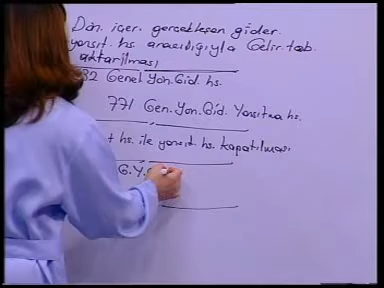 Dön. içer. gerçekleşen gider.
yansıt. hs. aracılığıyla Gelir tab.
aktarılması
32 Genel Yön. Gid. hs.
771 Gen. Yön. Gid. Yansıtma hs.
t hs. ile yansıt. hs. kapatılması
G.Y.